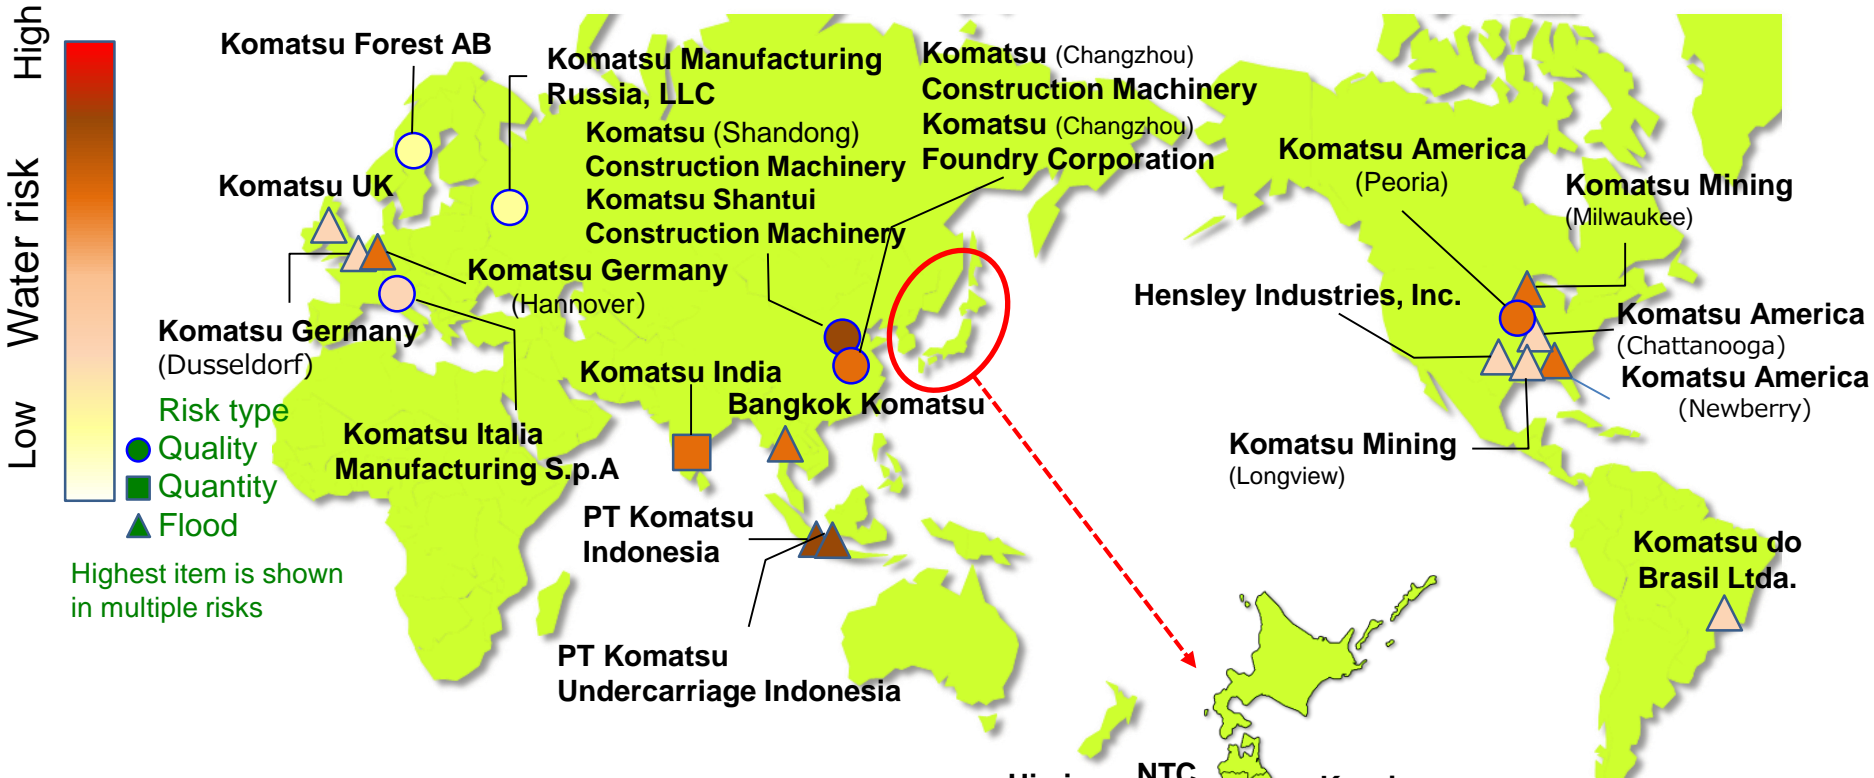 High
Water risk
Low
Komatsu Forest AB
Komatsu Manufacturing
Russia, LLC
Komatsu (Shandong)
Construction Machinery
Komatsu Shantui
Construction Machinery
Komatsu (Changzhou)
Construction Machinery
Komatsu (Changzhou)
Foundry Corporation
Komatsu America
(Peoria)
Komatsu Mining
(Milwaukee)
Komatsu UK
Komatsu Germany
(Hannover)
Hensley Industries, Inc.
Komatsu America
(Chattanooga)
Komatsu America
(Newberry)
Komatsu Germany
(Dusseldorf)
Komatsu India
Bangkok Komatsu
Risk type
Quality
Quantity
Flood
Highest item is shown
in multiple risks
Komatsu Italia
Manufacturing S.p.A
Komatsu Mining
(Longview)
PT Komatsu
Indonesia
PT Komatsu
Undercarriage Indonesia
Komatsu do
Brasil Ltda.
NTC